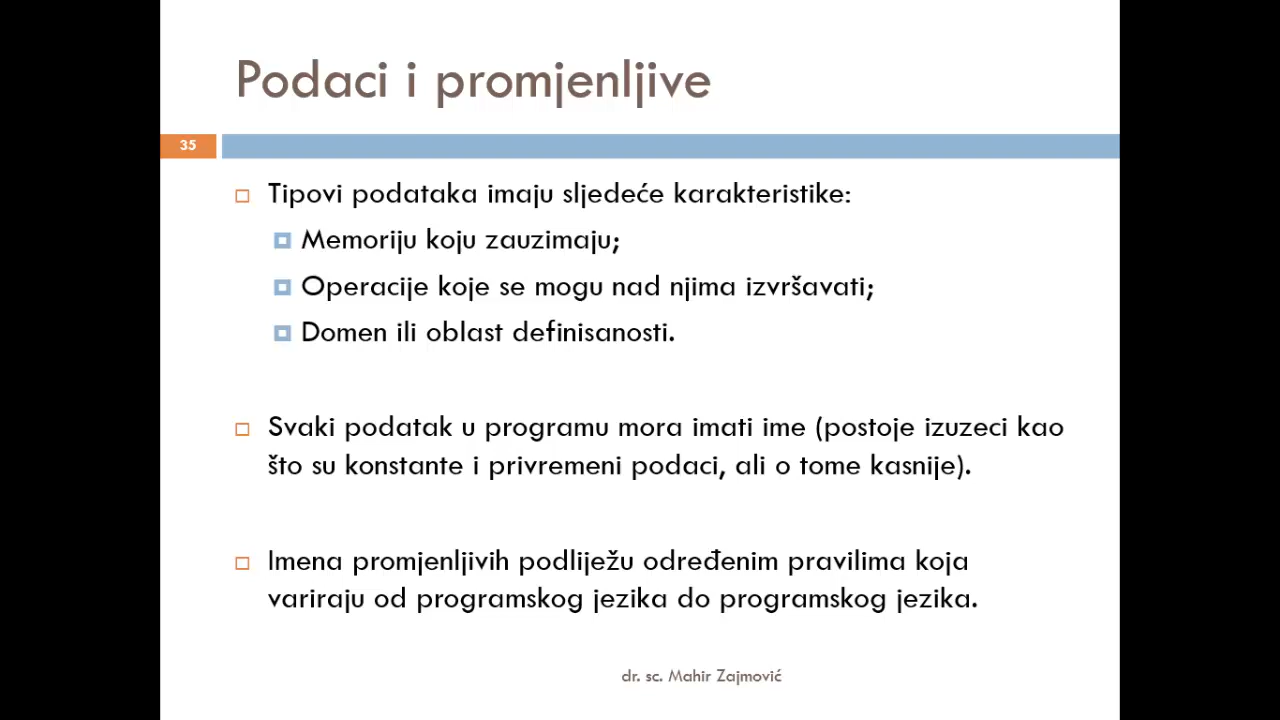 Podaci i promjenljive
35
Tipovi podataka imaju sljedeće karakteristike:
Memoriju koju zauzimaju;
Operacije koje se mogu nad njima izvršavati;
Domen ili oblast definisanosti.
Svaki podatak u programu mora imati ime (postoje izuzeci kao
što su konstante i privremeni podaci, ali o tome kasnije).
Imena promjenljivih podliježu određenim pravilima koja
variraju od programskog jezika do programskog jezika.
dr. sc. Mahir Zajmović